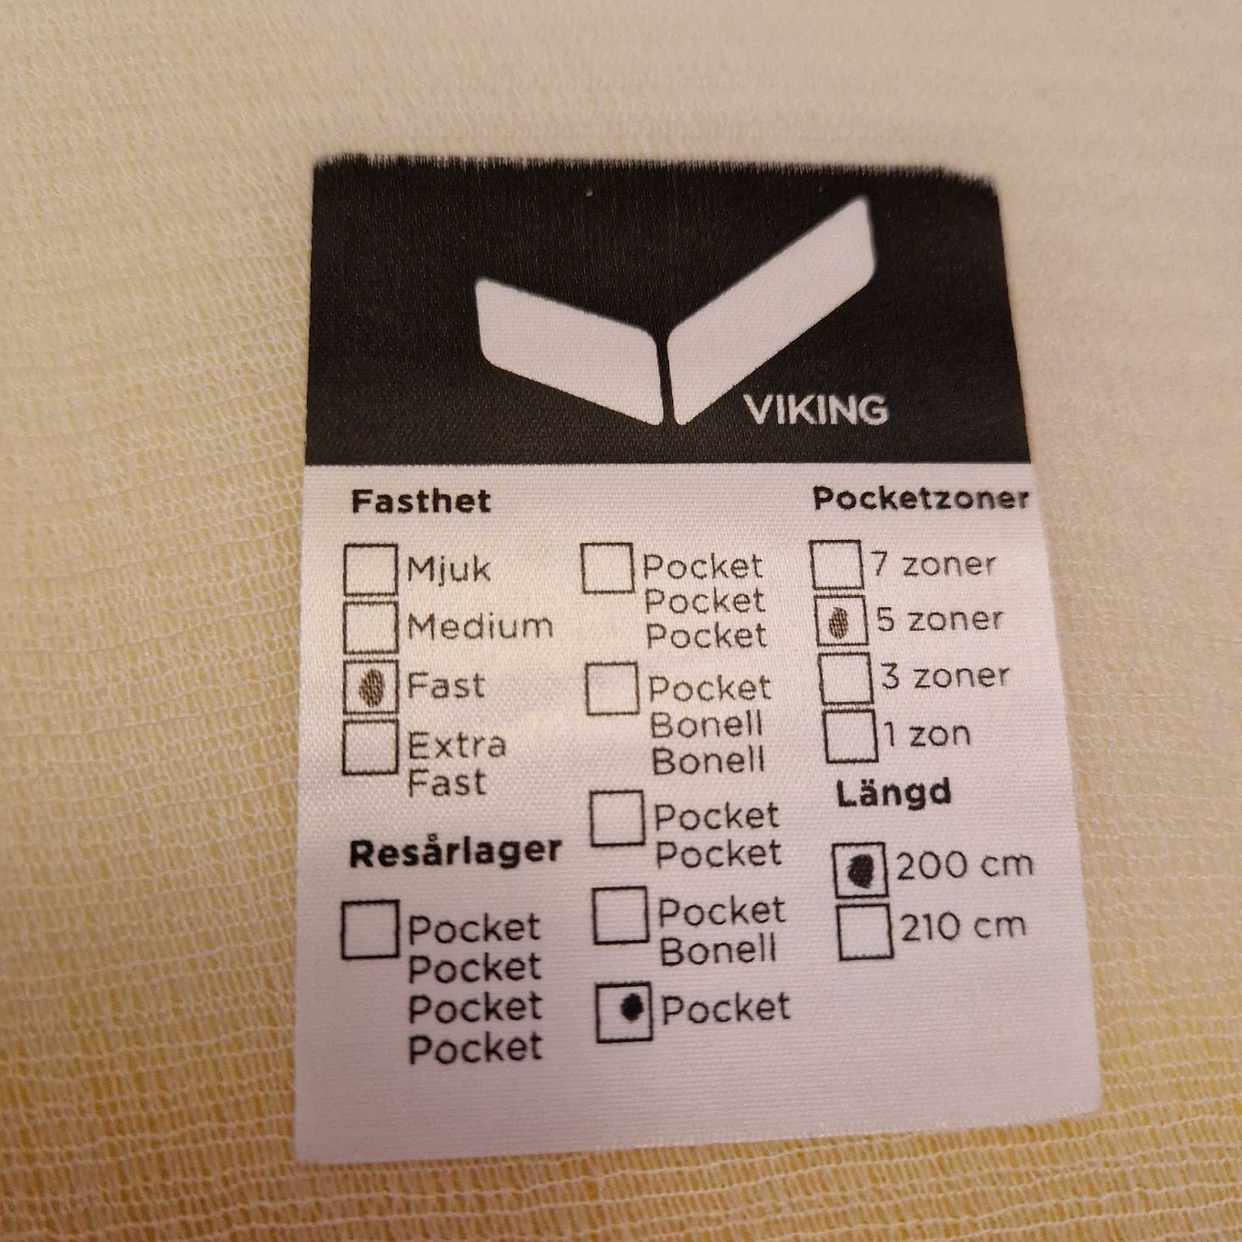 VIKING
Fasthet
Mjuk
Medium
Fast
Extra
Fast
Resårlager
Pocket
Pocket
Pocket
Pocket
Pocket
Pocket
Pocket
Pocket
Bonell
Bonell
Pocket
Pocket
Pocket
Bonell
Pocket
Pocketzoner
7 zoner
5 zoner
3 zoner
1 zon
Längd
200 cm
210 cm